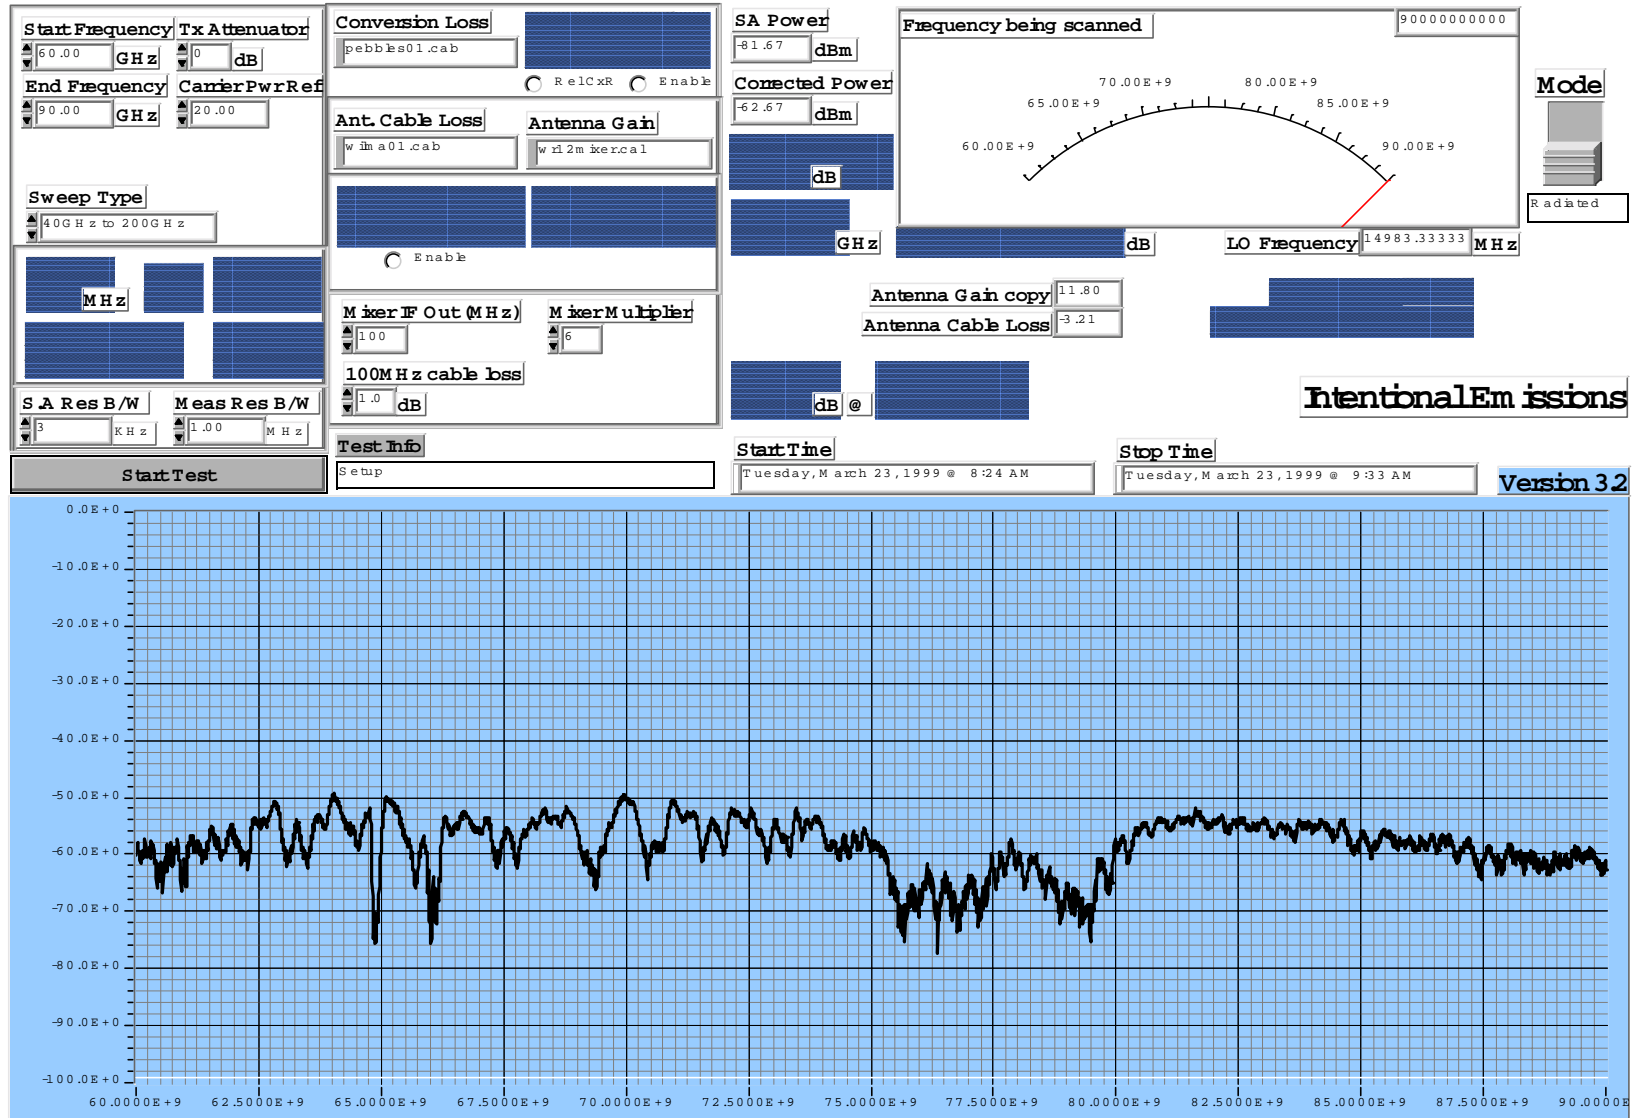 Start Frequency
60.00 GHz
Tx Attenuator
0 dB
End Frequency
90.00 GHz
Carrier Pwr Ref
20.00
Sweep Type
40GHz to 200GHz
MHz
S.A Res B/W
3 KHz
Meas Res B/W
1.00 MHz
Start Test
Conversion Loss
pebbles01.cab
RelCxR
Enable
Ant. Cable Loss
wilma01.cab
Antenna Gain
wr12mixer.cal
Enable
Mixer IF Out (MHz)
100
Mixer Multiplier
6
100MHz cable loss
1.0 dB
Test Info
Setup
SA Power
-81.67 dBm
Corrected Power
-62.67 dBm
dB
GHz
dB
Frequency being scanned
90000000000
60.00E+9
65.00E+9
70.00E+9
80.00E+9
85.00E+9
90.00E+9
Mode
Radiated
LO Frequency 14983.33333 MHz
Antenna Gain copy 11.80
Antenna Cable Loss -3.21
dB @
Intentional Emissions
Start Time
Tuesday, March 23, 1999 @ 8:24 AM
Stop Time
Tuesday, March 23, 1999 @ 9:33 AM
Version 3.2
0.0E+0
-10.0E+0
-20.0E+0
-30.0E+0
-40.0E+0
-50.0E+0
-60.0E+0
-70.0E+0
-80.0E+0
-90.0E+0
-100.0E+0
60.0000E+9 62.5000E+9 65.0000E+9 67.5000E+9 70.0000E+9 72.5000E+9 75.0000E+9 77.5000E+9 80.0000E+9 82.5000E+9 85.0000E+9 87.5000E+9 90.0000E